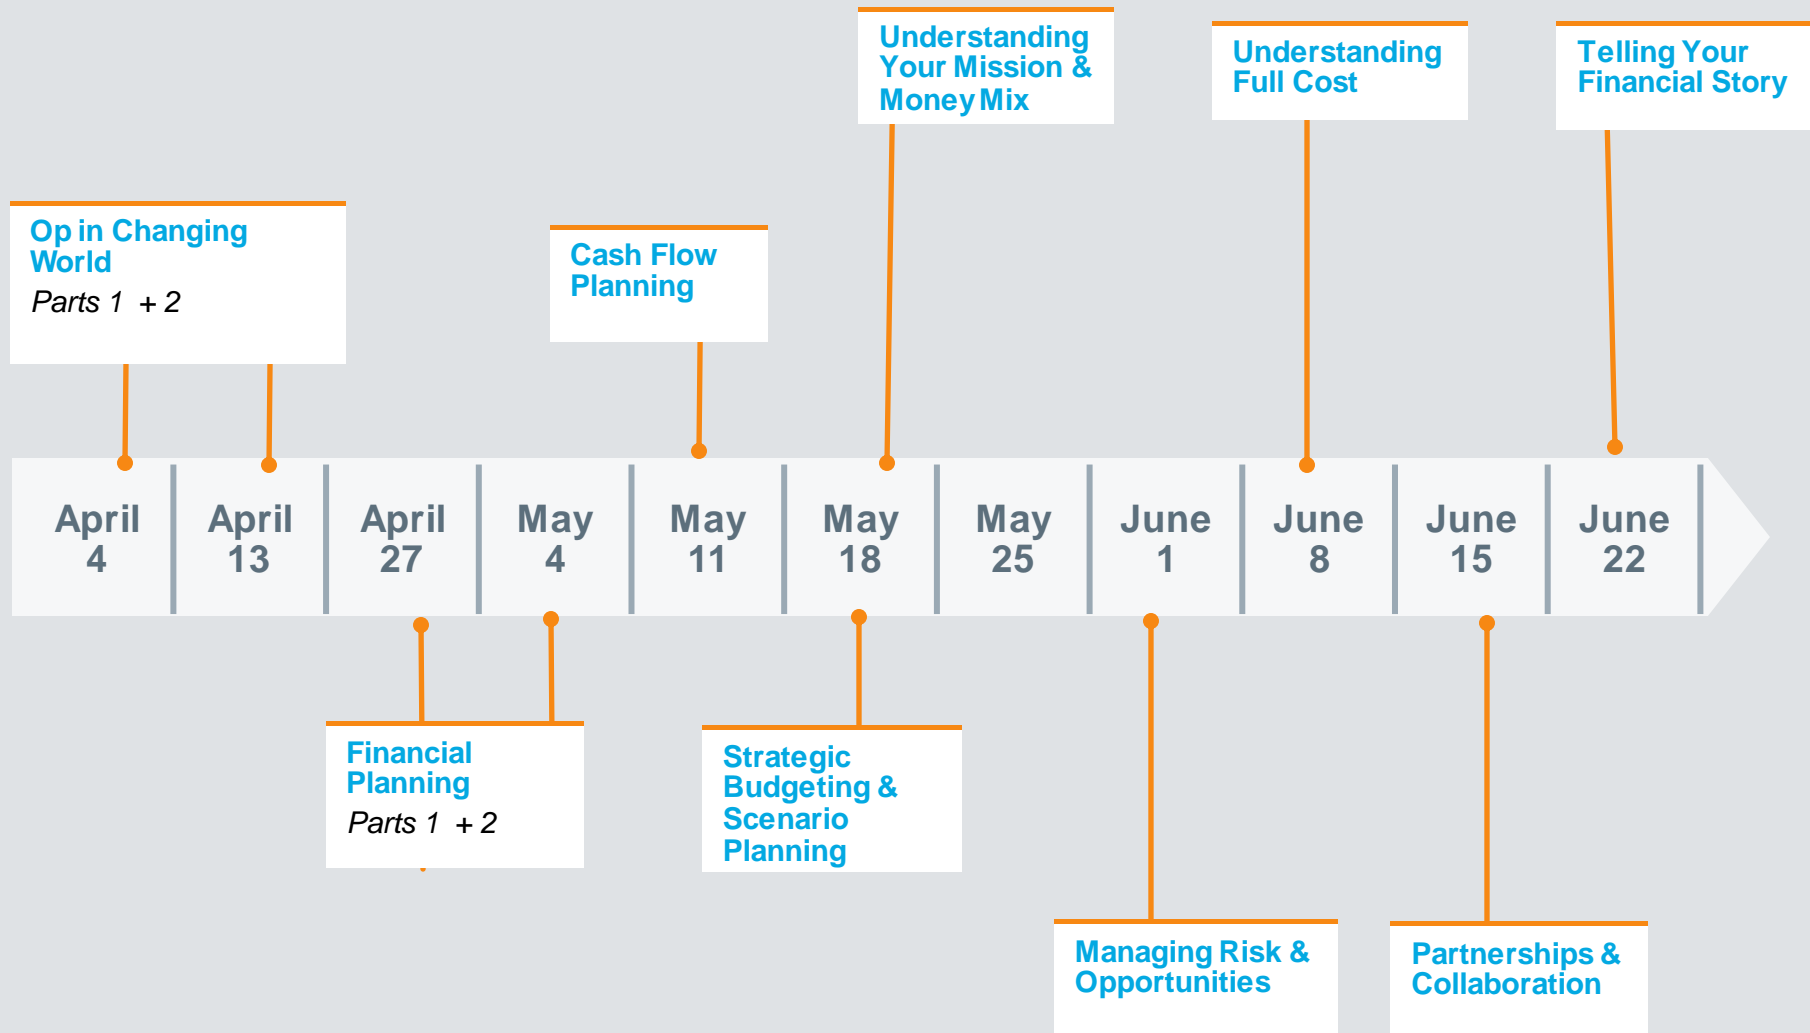 Understanding
Your Mission &
Money Mix
Understanding
Full Cost
Telling Your
Financial Story
Op in Changing
World
Parts 1 + 2
Cash Flow
Planning
April
4
April
13
April
27
May
4
May
11
May
18
May
25
June
1
June
8
June
15
June
22
Financial
Planning
Parts 1 + 2
Strategic
Budgeting &
Scenario
Planning
Managing Risk &
Opportunities
Partnerships &
Collaboration